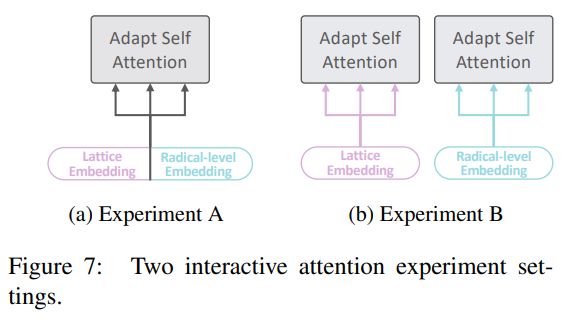 Adapt Self
Attention
Lattice
Embedding
Radical-level
Embedding
(a) Experiment A
Adapt Self
Attention
Adapt Self
Attention
Lattice
Embedding
Radical-level
Embedding
(b) Experiment B
Figure 7: Two interactive attention experiment set-
tings.